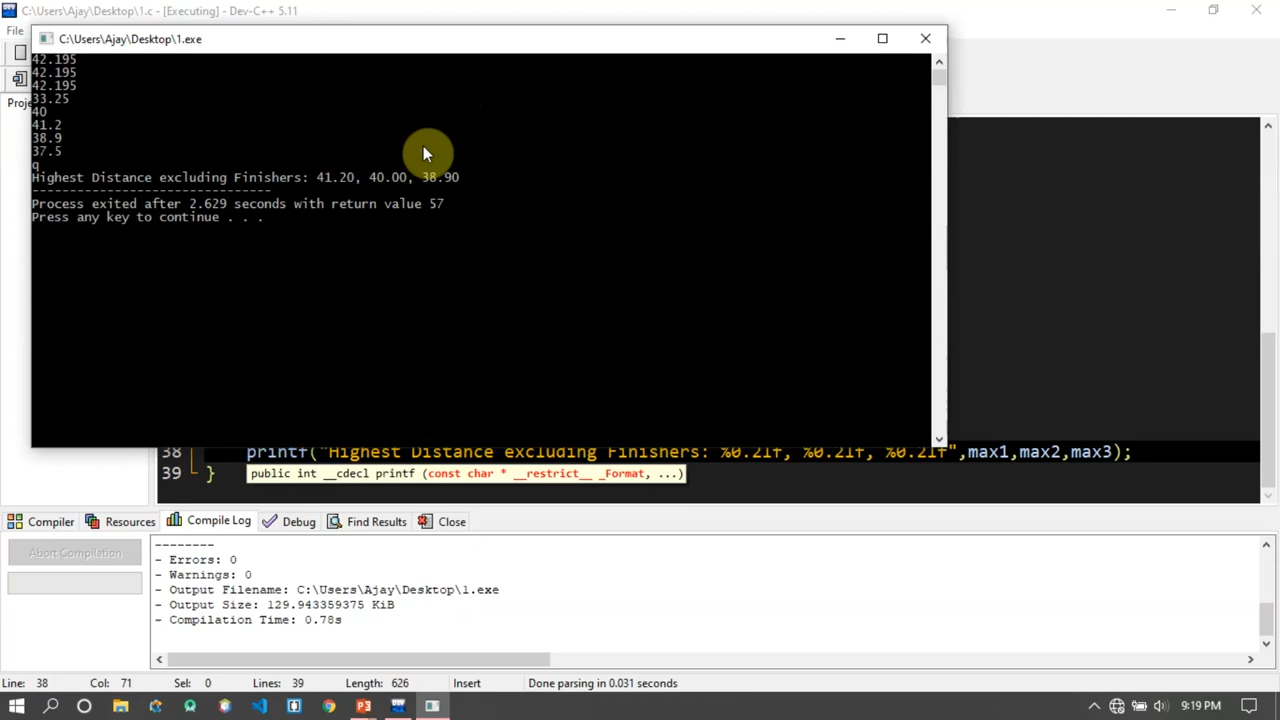 C:\Users\Ajay\Desktop\1.c - [Executing] - Dev-C++ 5.11
File
C:\Users\Ajay\Desktop\1.exe
Proje
42.195
42.195
42.195
33.25
40
41.2
38.9
37.5
q
Highest Distance excluding Finishers: 41.20, 40.00, 38.90
--------------------------------
Process exited after 2.629 seconds with return value 57
Press any key to continue . . .
38 printf("Highest Distance excluding Finishers: %0.2lf, %0.2lf, %0.2lf",max1,max2,max3);
39 }
public int __cdecl printf (const char * __restrict__ _Format, ...)
Compiler Resources Compile Log Debug Find Results Close
Abort Compilation
--------
- Errors: 0
- Warnings: 0
- Output Filename: C:\Users\Ajay\Desktop\1.exe
- Output Size: 129.943359375 KiB
- Compilation Time: 0.78s
Line: 38 Col: 71 Sel: 0 Lines: 39 Length: 626 Insert Done parsing in 0.031 seconds
9:19 PM